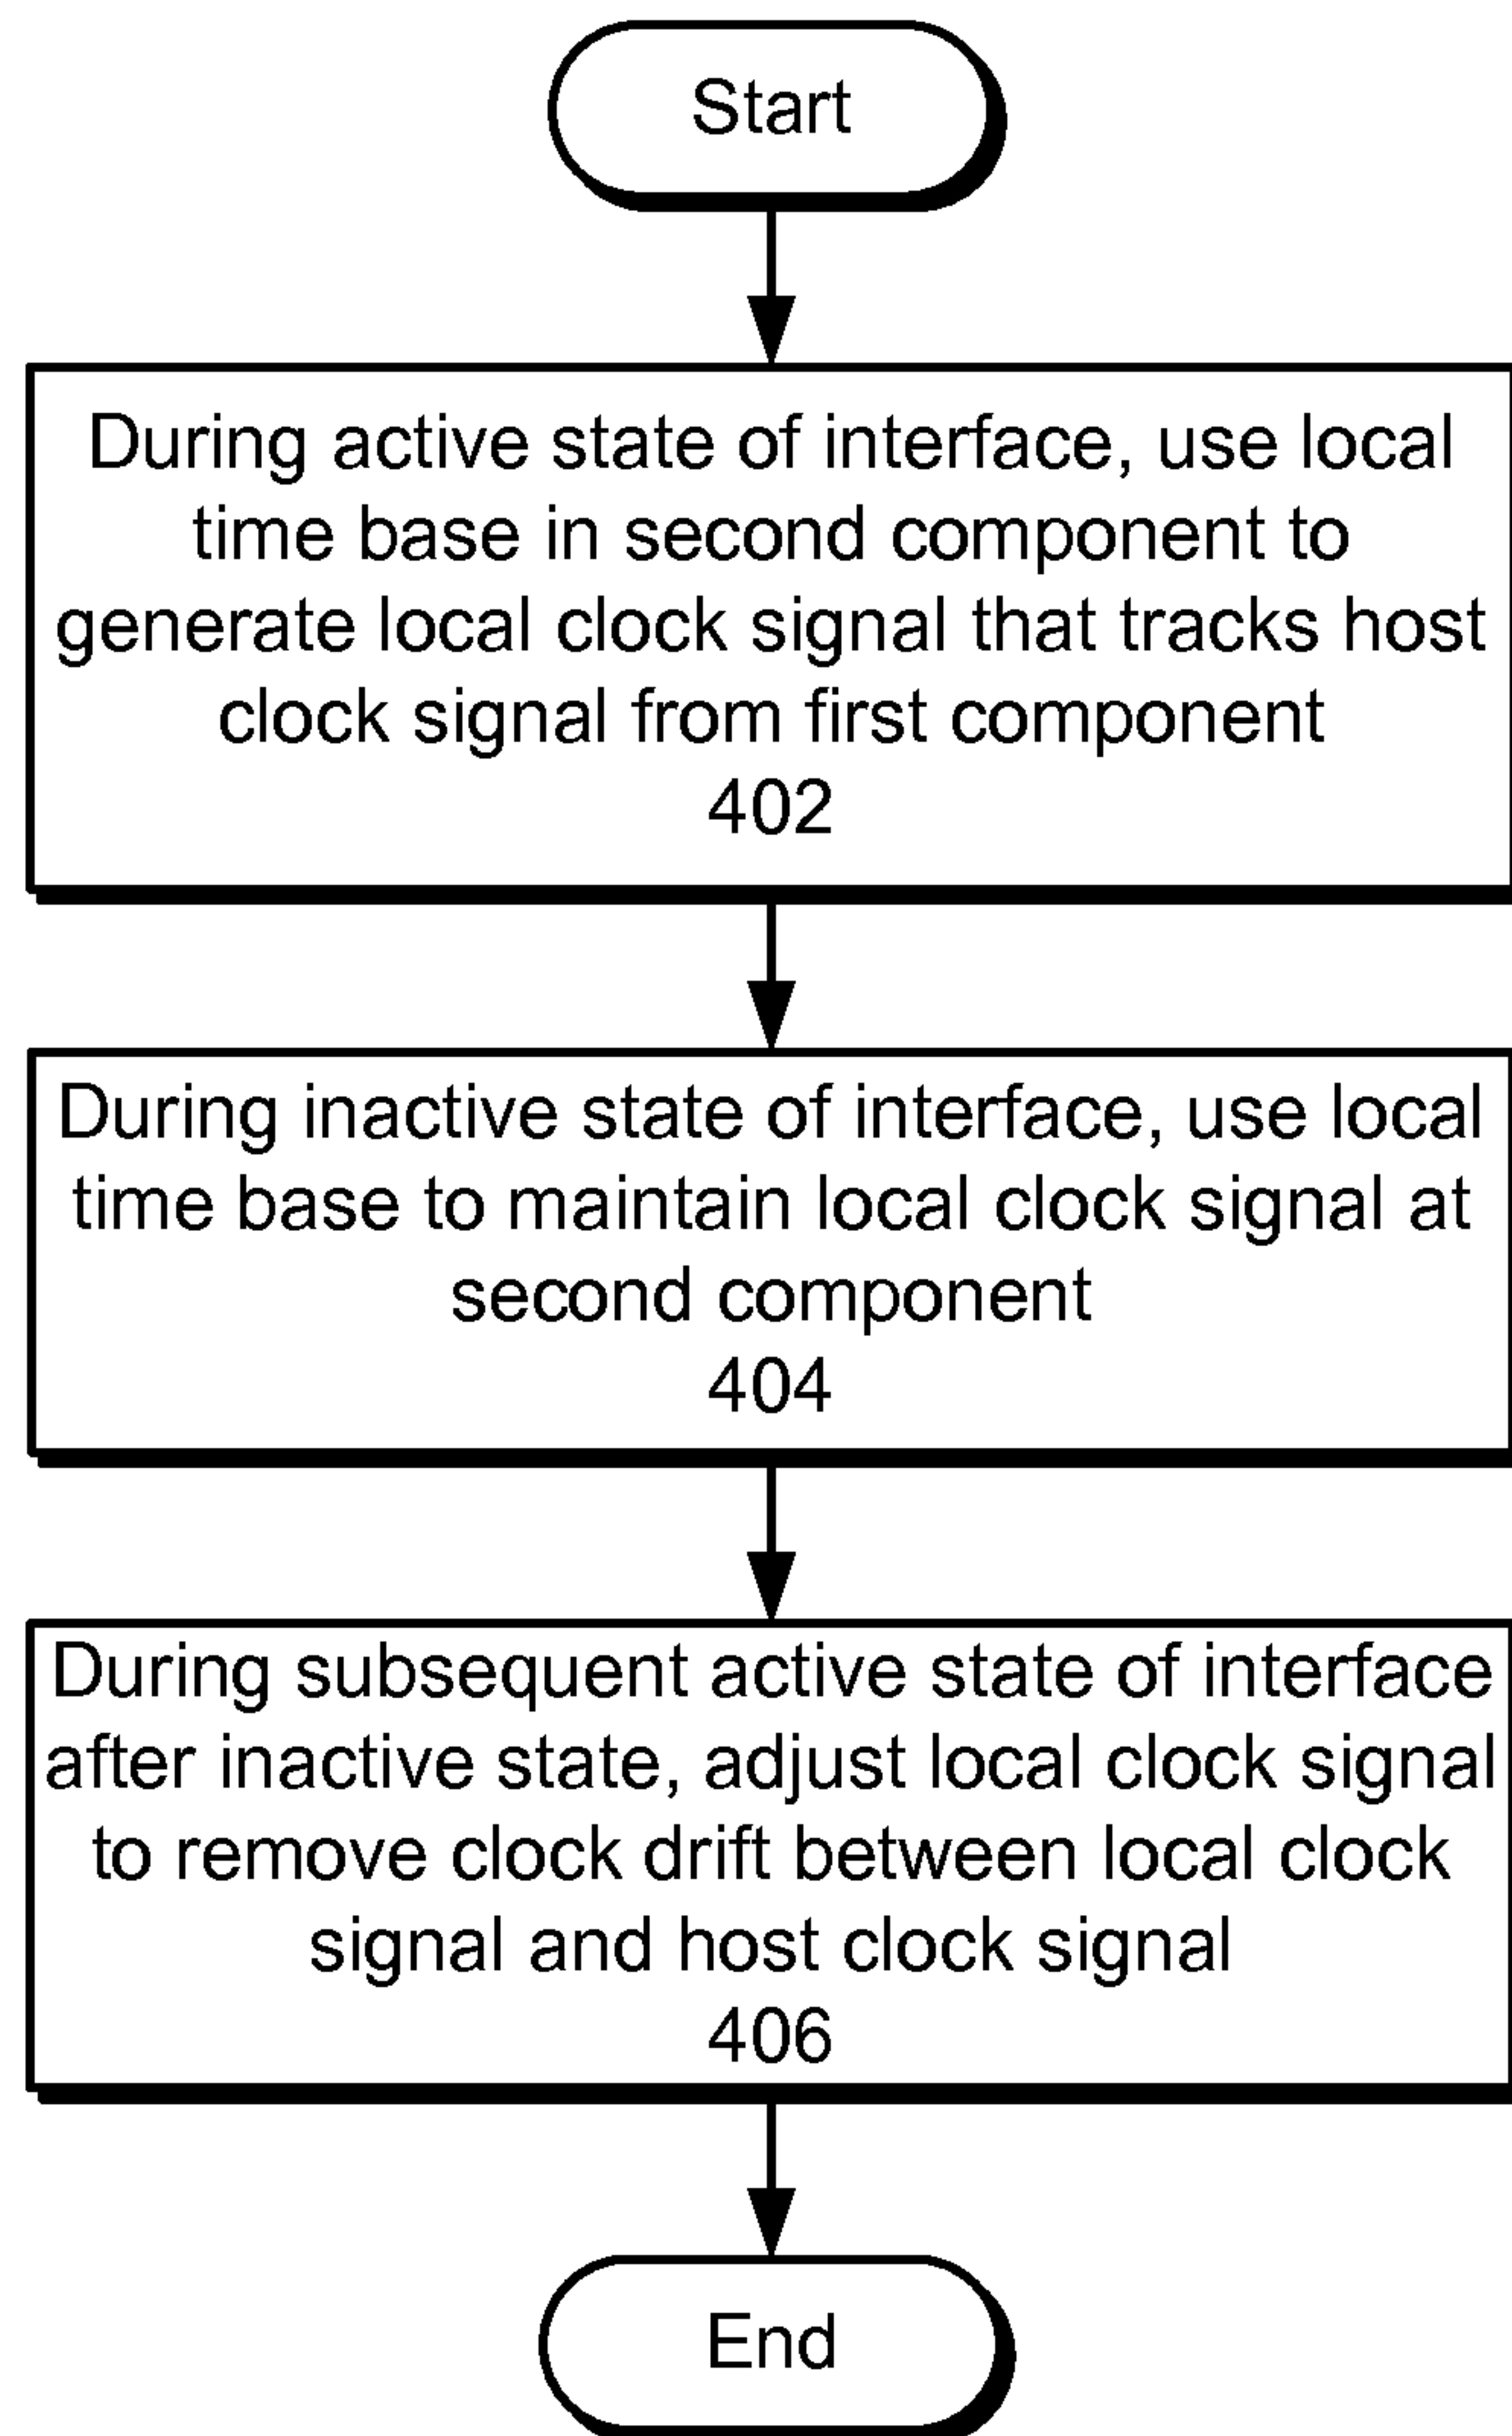 Start
During active state of interface, use local
time base in second component to
generate local clock signal that tracks host
clock signal from first component
402
During inactive state of interface, use local
time base to maintain local clock signal at
second component
404
During subsequent active state of interface
after inactive state, adjust local clock signal
to remove clock drift between local clock
signal and host clock signal
406
End